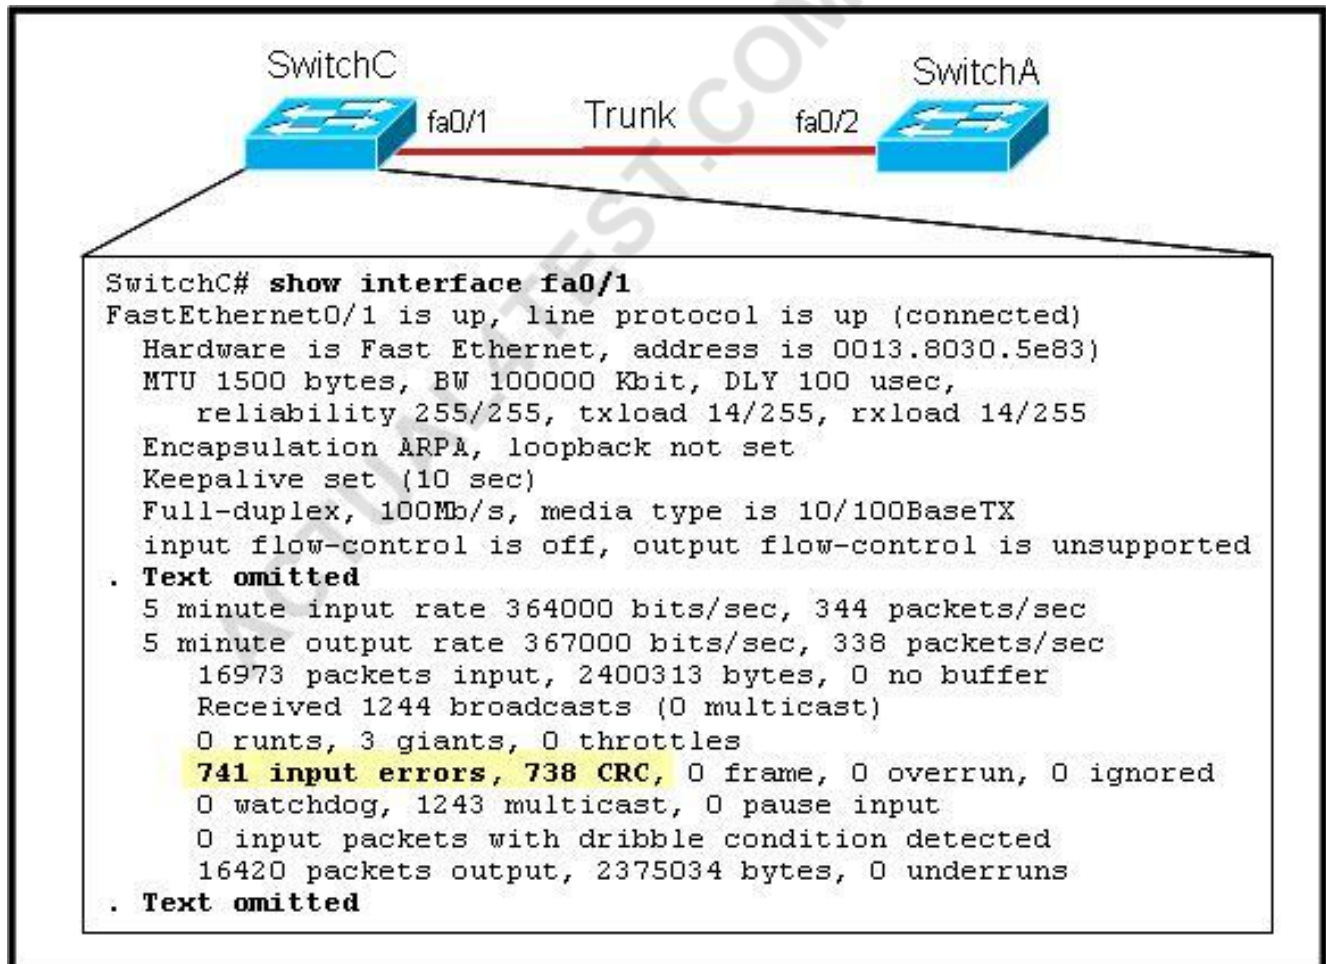 SwitchC
SwitchA
fa0/1
Trunk
fa0/2
SwitchC# show interface fa0/1
FastEthernet0/1 is up, line protocol is up (connected)
Hardware is Fast Ethernet, address is 0013.8030.5e83)
MTU 1500 bytes, BW 100000 Kbit, DLY 100 usec,
reliability 255/255, txload 14/255, rxload 14/255
Encapsulation ARPA, loopback not set
Keepalive set (10 sec)
Full-duplex, 100Mb/s, media type is 10/100BaseTX
input flow-control is off, output flow-control is unsupported
. Text omitted
5 minute input rate 364000 bits/sec, 344 packets/sec
5 minute output rate 367000 bits/sec, 338 packets/sec
16973 packets input, 2400313 bytes, 0 no buffer
Received 1244 broadcasts (0 multicast)
0 runts, 3 giants, 0 throttles
741 input errors, 738 CRC, 0 frame, 0 overrun, 0 ignored
0 watchdog, 1243 multicast, 0 pause input
0 input packets with dribble condition detected
16420 packets output, 2375034 bytes, 0 underruns
. Text omitted
ACTUAL4TEST.COM